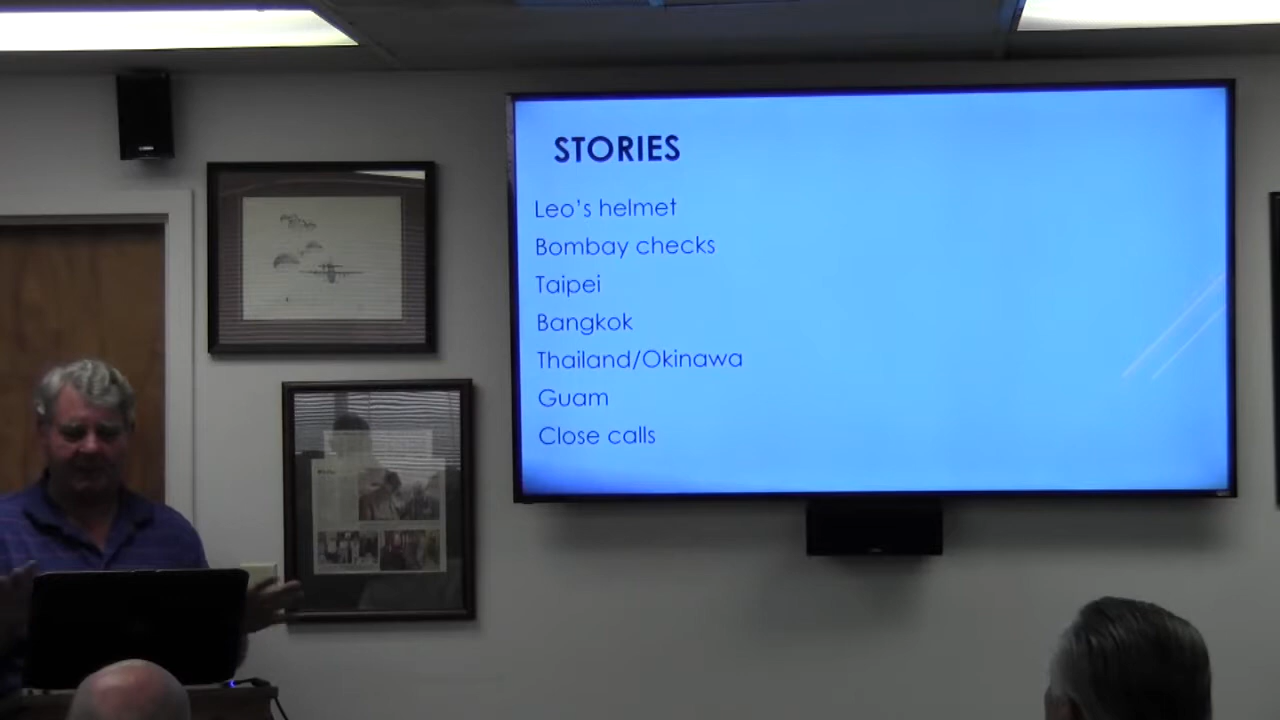 STORIES
Leo's helmet
Bombay checks
Taipei
Bangkok
Thailand/Okinawa
Guam
Close calls